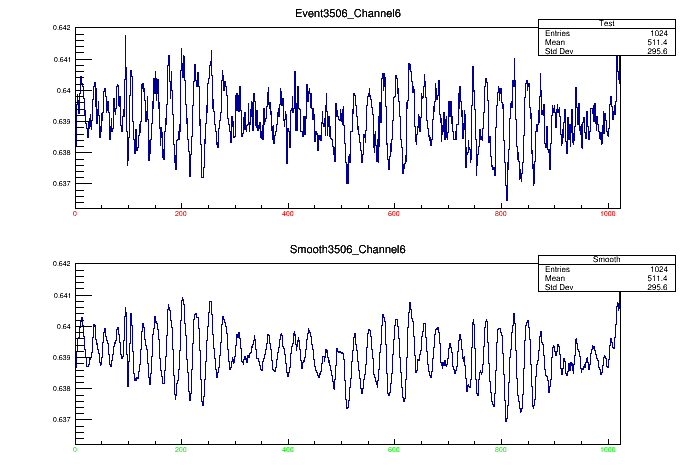 Event3506_Channel6
Test
Entries 1024
Mean 511.4
Std Dev 295.6
0.642
0.641
0.64
0.639
0.638
0.637
0 200 400 600 800 1000
Smooth3506_Channel6
Smooth
Entries 1024
Mean 511.4
Std Dev 295.6
0.642
0.641
0.64
0.639
0.638
0.637
0 200 400 600 800 1000